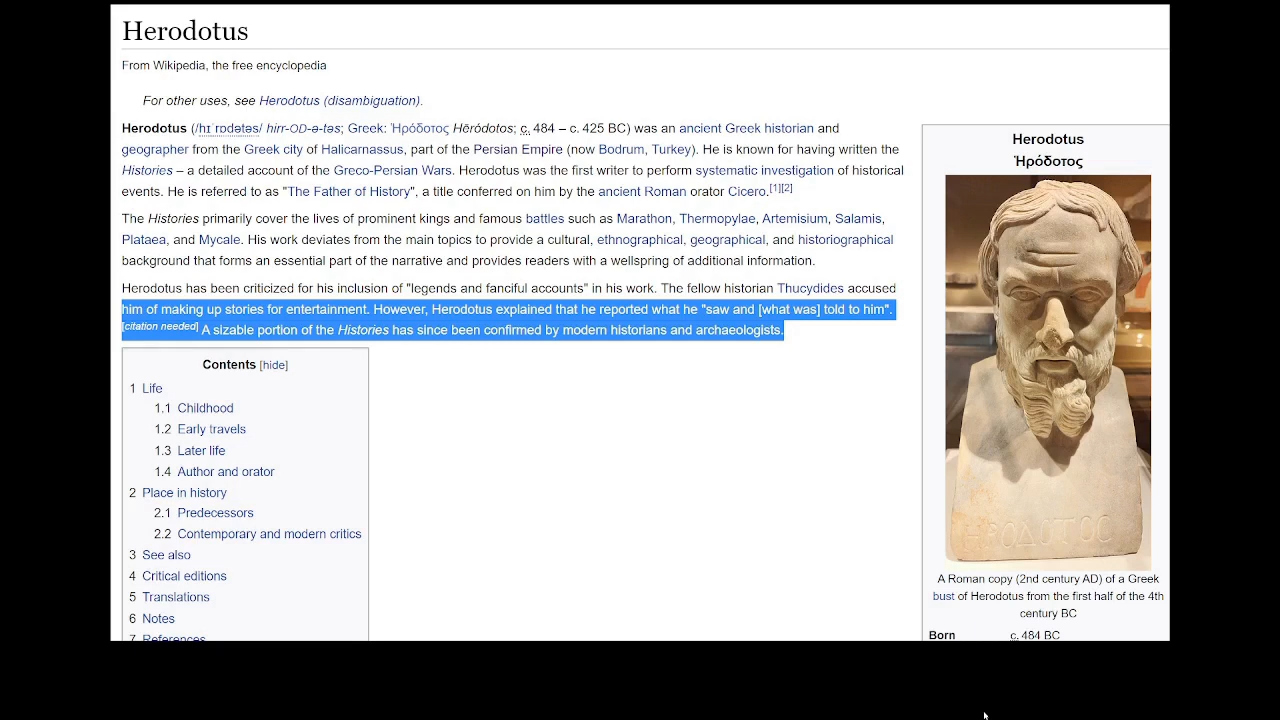 Herodotus
From Wikipedia, the free encyclopedia
For other uses, see Herodotus (disambiguation).
Herodotus (/hɪˈrɒdətəs/ hirr-OD-ə-təs; Greek: Ἡρόδοτος Hēródotos; c. 484 – c. 425 BC) was an ancient Greek historian and
geographer from the Greek city of Halicarnassus, part of the Persian Empire (now Bodrum, Turkey). He is known for having written the
Histories – a detailed account of the Greco-Persian Wars. Herodotus was the first writer to perform systematic investigation of historical
events. He is referred to as "The Father of History", a title conferred on him by the ancient Roman orator Cicero.[1][2]
The Histories primarily cover the lives of prominent kings and famous battles such as Marathon, Thermopylae, Artemisium, Salamis,
Plataea, and Mycale. His work deviates from the main topics to provide a cultural, ethnographical, geographical, and historiographical
background that forms an essential part of the narrative and provides readers with a wellspring of additional information.
Herodotus has been criticized for his inclusion of "legends and fanciful accounts" in his work. The fellow historian Thucydides accused
him of making up stories for entertainment. However, Herodotus explained that he reported what he "saw and [what was] told to him".
[citation needed] A sizable portion of the Histories has since been confirmed by modern historians and archaeologists.
Contents [hide]
1 Life
1.1 Childhood
1.2 Early travels
1.3 Later life
1.4 Author and orator
2 Place in history
2.1 Predecessors
2.2 Contemporary and modern critics
3 See also
4 Critical editions
5 Translations
6 Notes
7 References
Herodotus
Ἡρόδοτος
ΗΡΟΔΟΤΟC
A Roman copy (2nd century AD) of a Greek
bust of Herodotus from the first half of the 4th
century BC
Born c. 484 BC